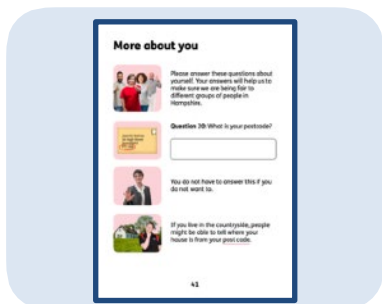 More about you
Please answer these questions about
yourself. Your answers will help us to
make sure we are being fair to
different groups of people in
Hampshire.
Question 30: What is your postcode?
You do not have to answer this if you
do not want to.
If you live in the countryside, people
might be able to tell where your
house is from your post code.
41